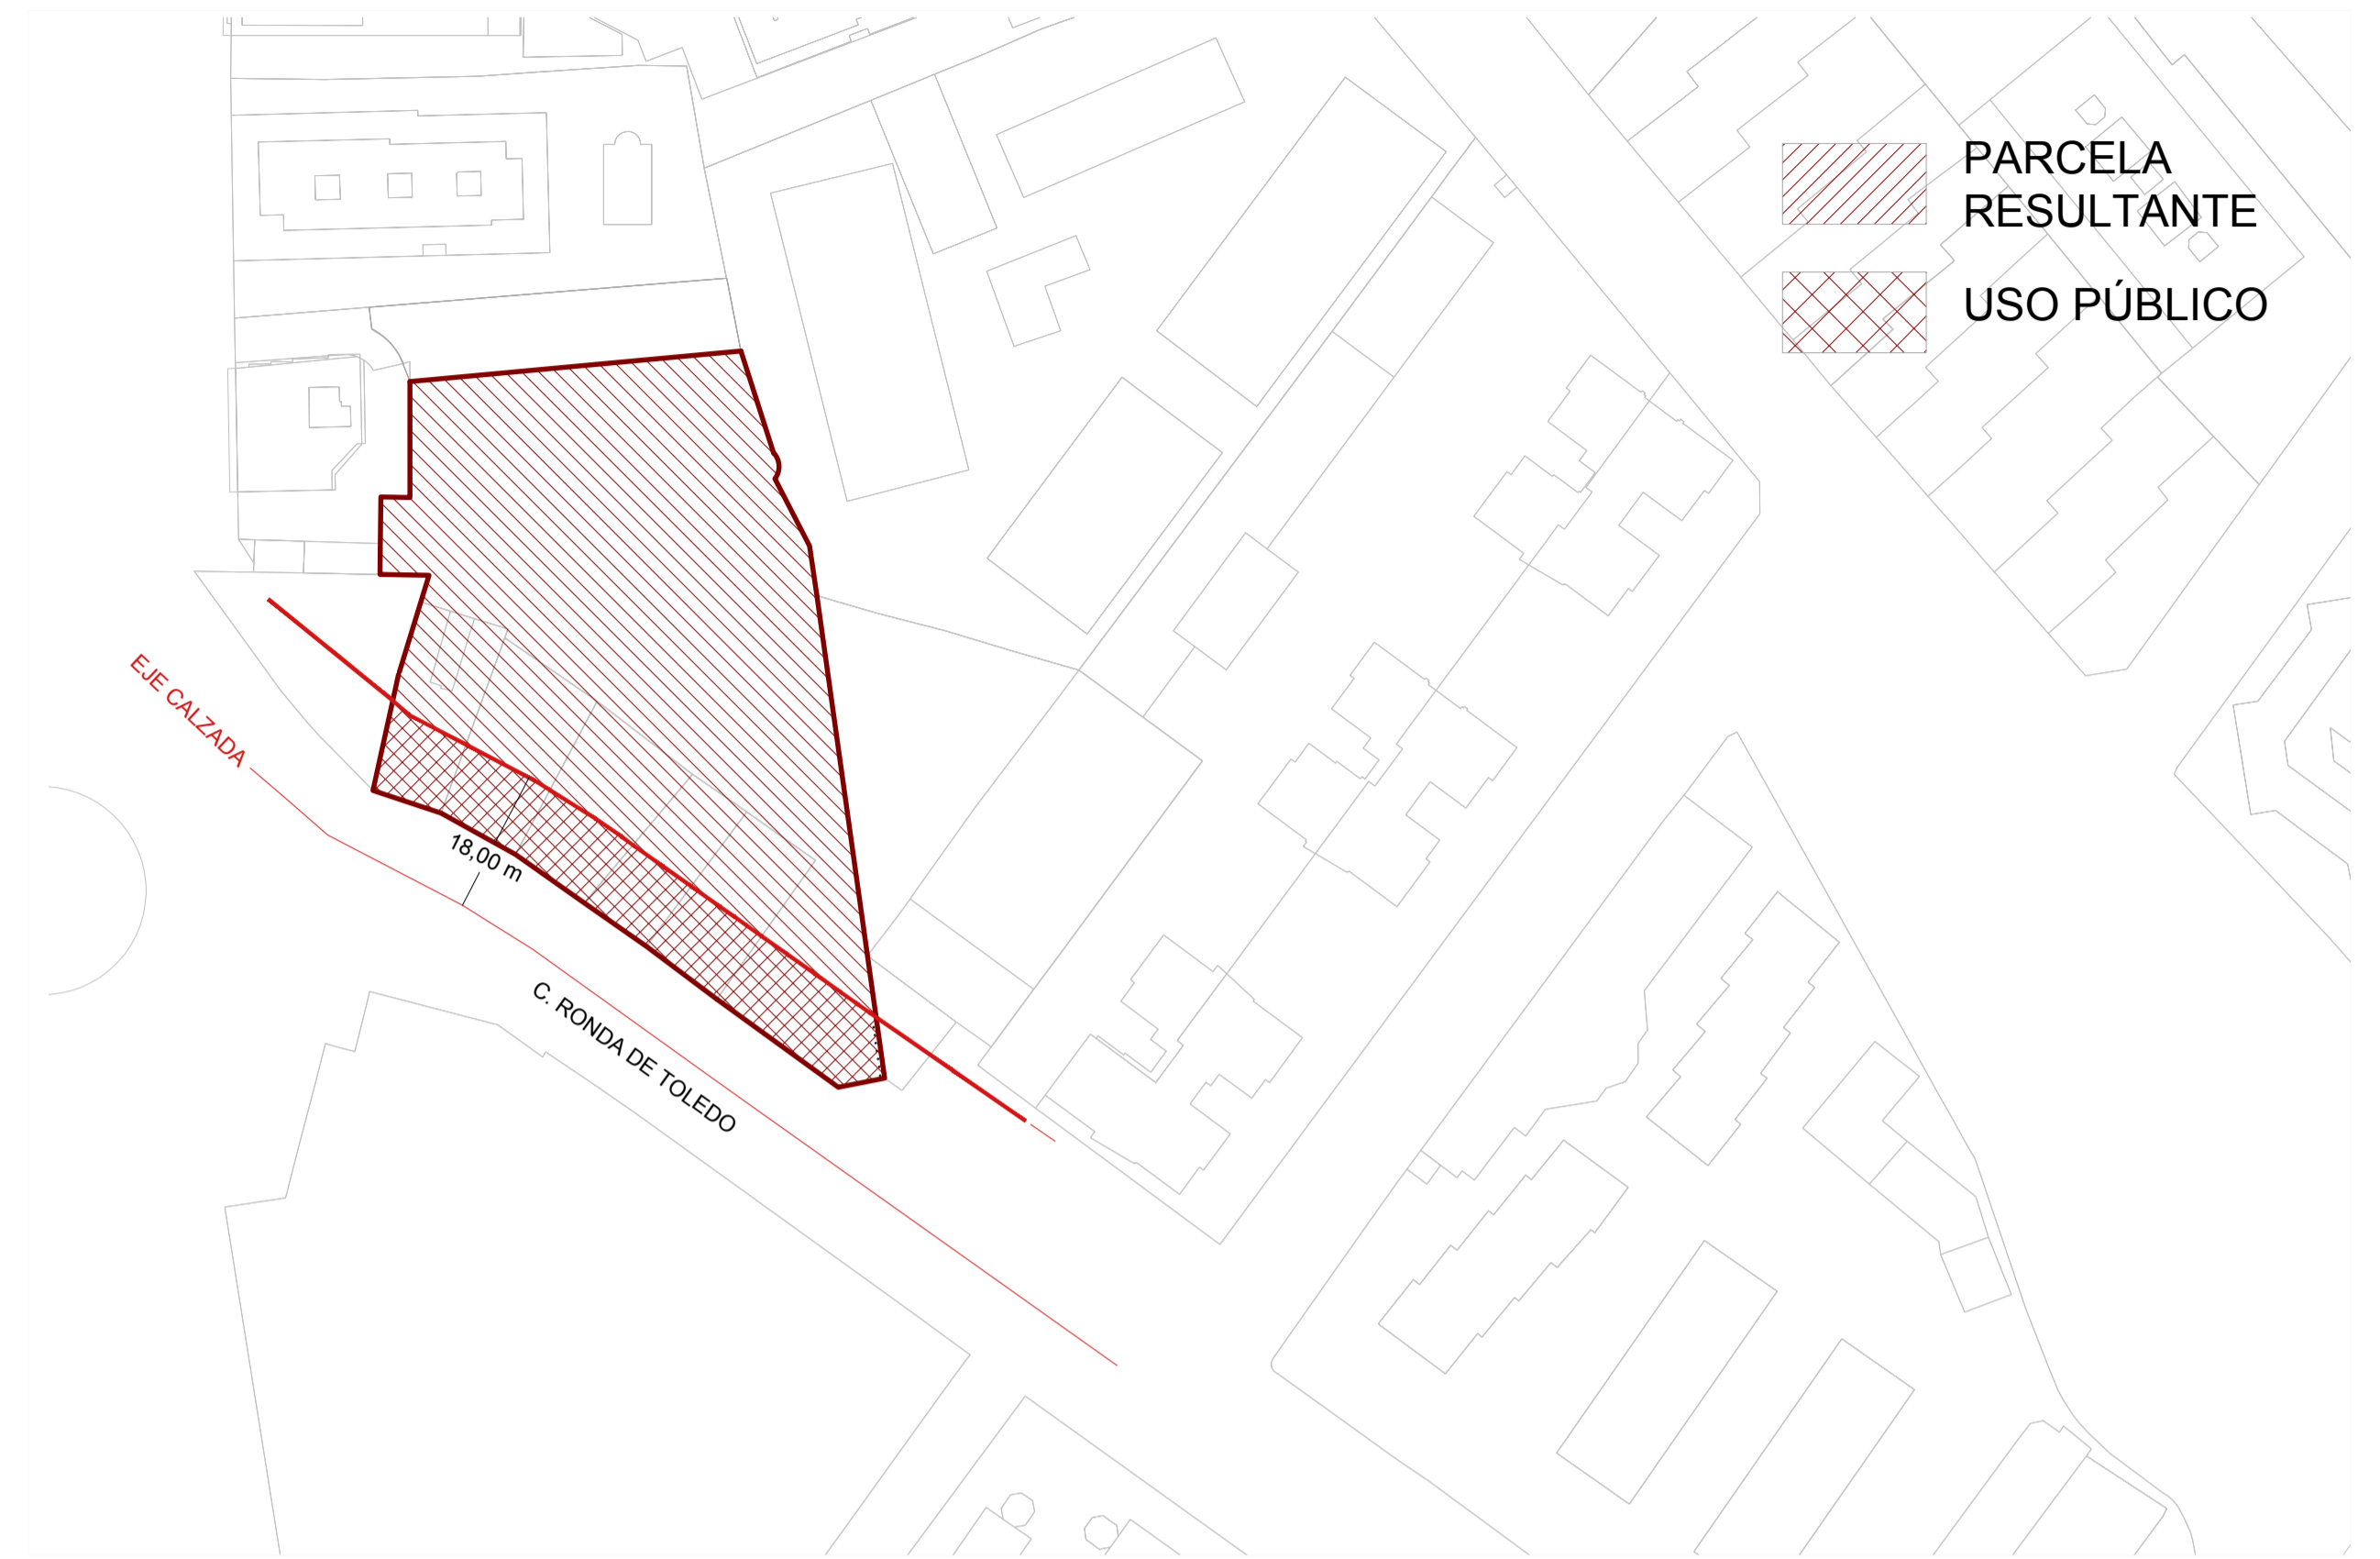 PARCELA
RESULTANTE
USO PÚBLICO
EJE CALZADA
18,00 m
C. RONDA DE TOLEDO